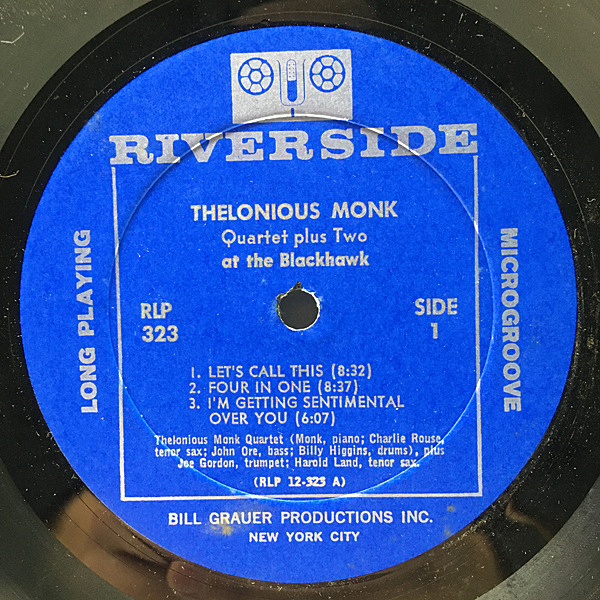 RIVERSIDE
THELONIOUS MONK
Quartet plus Two
at the Blackhawk
LONG PLAYING
MICROGROOVE
RLP
323
SIDE
1
1. LET'S CALL THIS (8:32)
2. FOUR IN ONE (8:37)
3. I'M GETTING SENTIMENTAL
OVER YOU (6:07)
Thelonious Monk Quartet (Monk, piano; Charlie Rouse,
tenor sax; John Ore, bass; Billy Higgins, drums), plus
Joe Gordon, trumpet; Harold Land, tenor sax.
(RLP 12-323 A)
BILL GRAUER PRODUCTIONS INC.
NEW YORK CITY